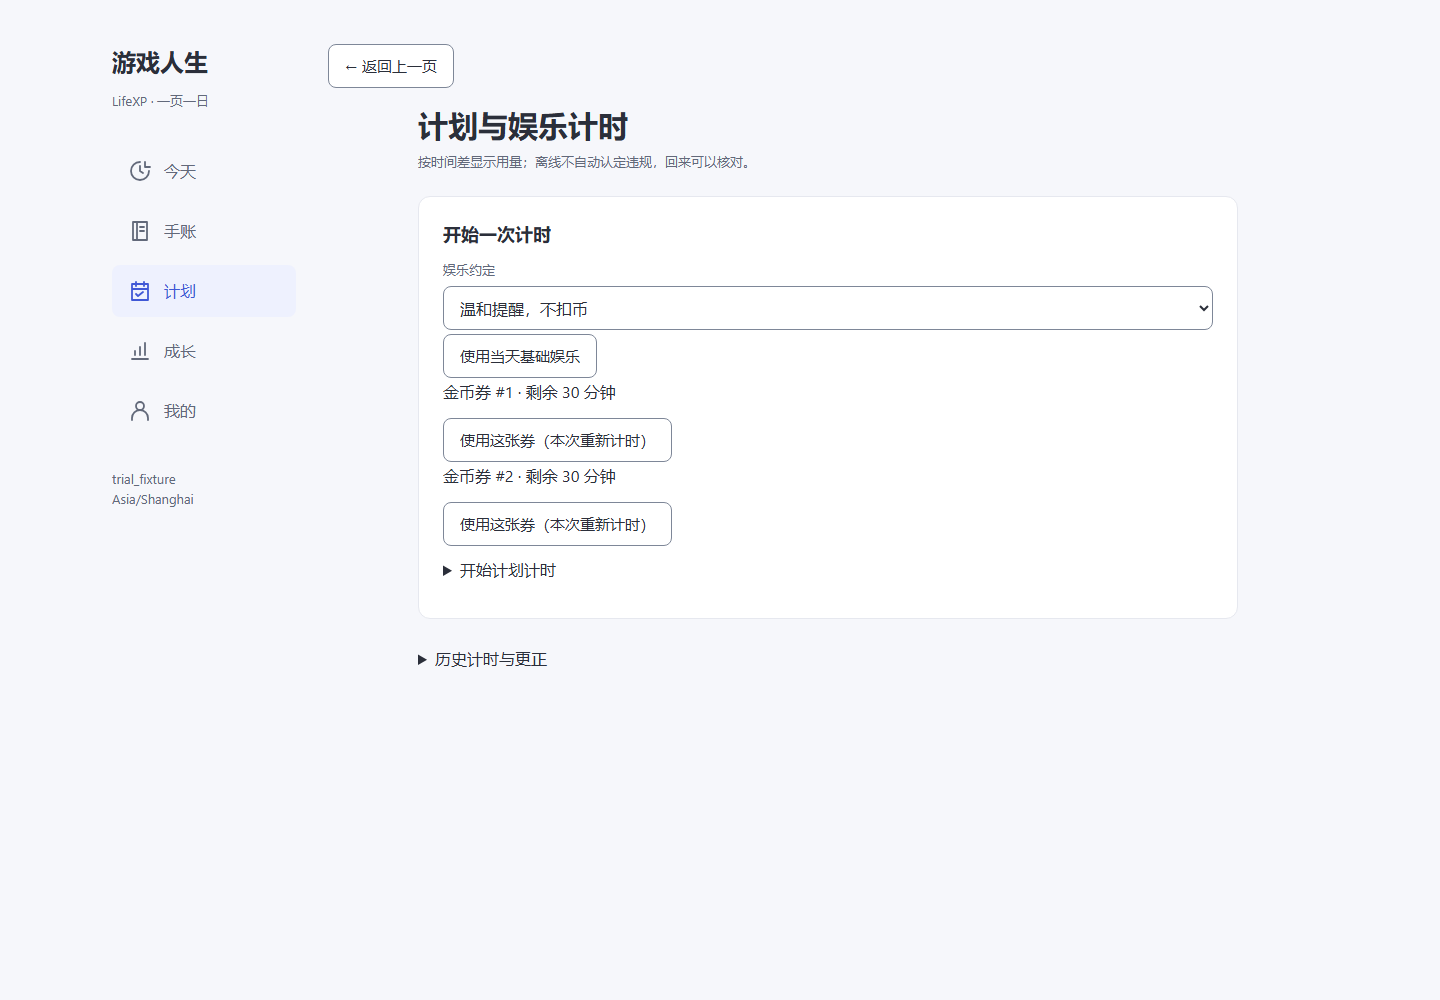 游戏人生
LifeXP · 一页一日
今天
手账
计划
成长
我的
trial_fixture
Asia/Shanghai
← 返回上一页
计划与娱乐计时
按时间差显示用量；离线不自动认定违规，回来可以核对。
开始一次计时
娱乐约定
温和提醒，不扣币
使用当天基础娱乐
金币券 #1 · 剩余 30 分钟
使用这张券（本次重新计时）
金币券 #2 · 剩余 30 分钟
使用这张券（本次重新计时）
开始计划计时
历史计时与更正